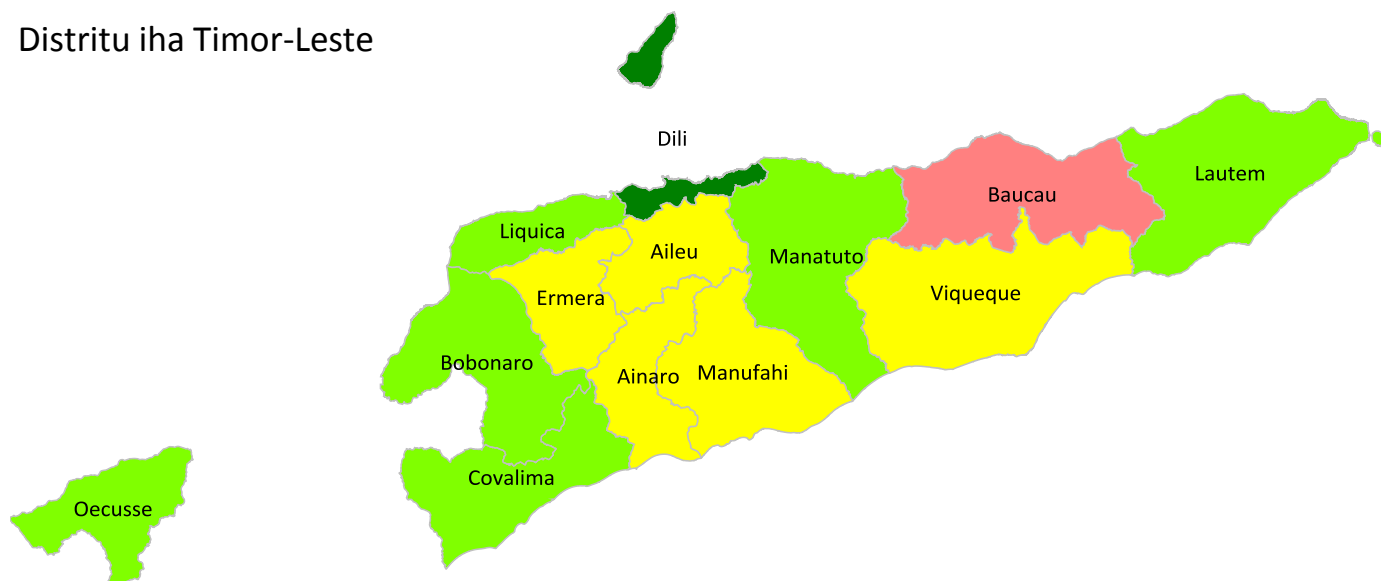 Distritu iha Timor-Leste
Dili
Lautem
Baucau
Liquica
Aileu
Manatuto
Viqueque
Ermera
Bobonaro
Ainaro
Manufahi
Covalima
Oecusse